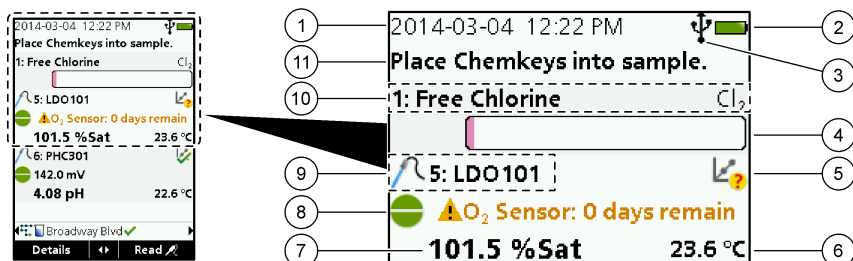 2014-03-04 12:22 PM
Place Chemkeys into sample.
1: Free Chlorine Cl2
5: LDO101
O2 Sensor: 0 days remain
101.5 %Sat 23.6 °C
6: PHC301
142.0 mV
4.08 pH 22.6 °C
Broadway Blvd
Details Read
1 2014-03-04 12:22 PM 2
11 Place Chemkeys into sample. 3
10 1: Free Chlorine Cl2
4
9 5: LDO101 ? 5
8 O2 Sensor: 0 days remain
7 101.5 %Sat 23.6 °C 6